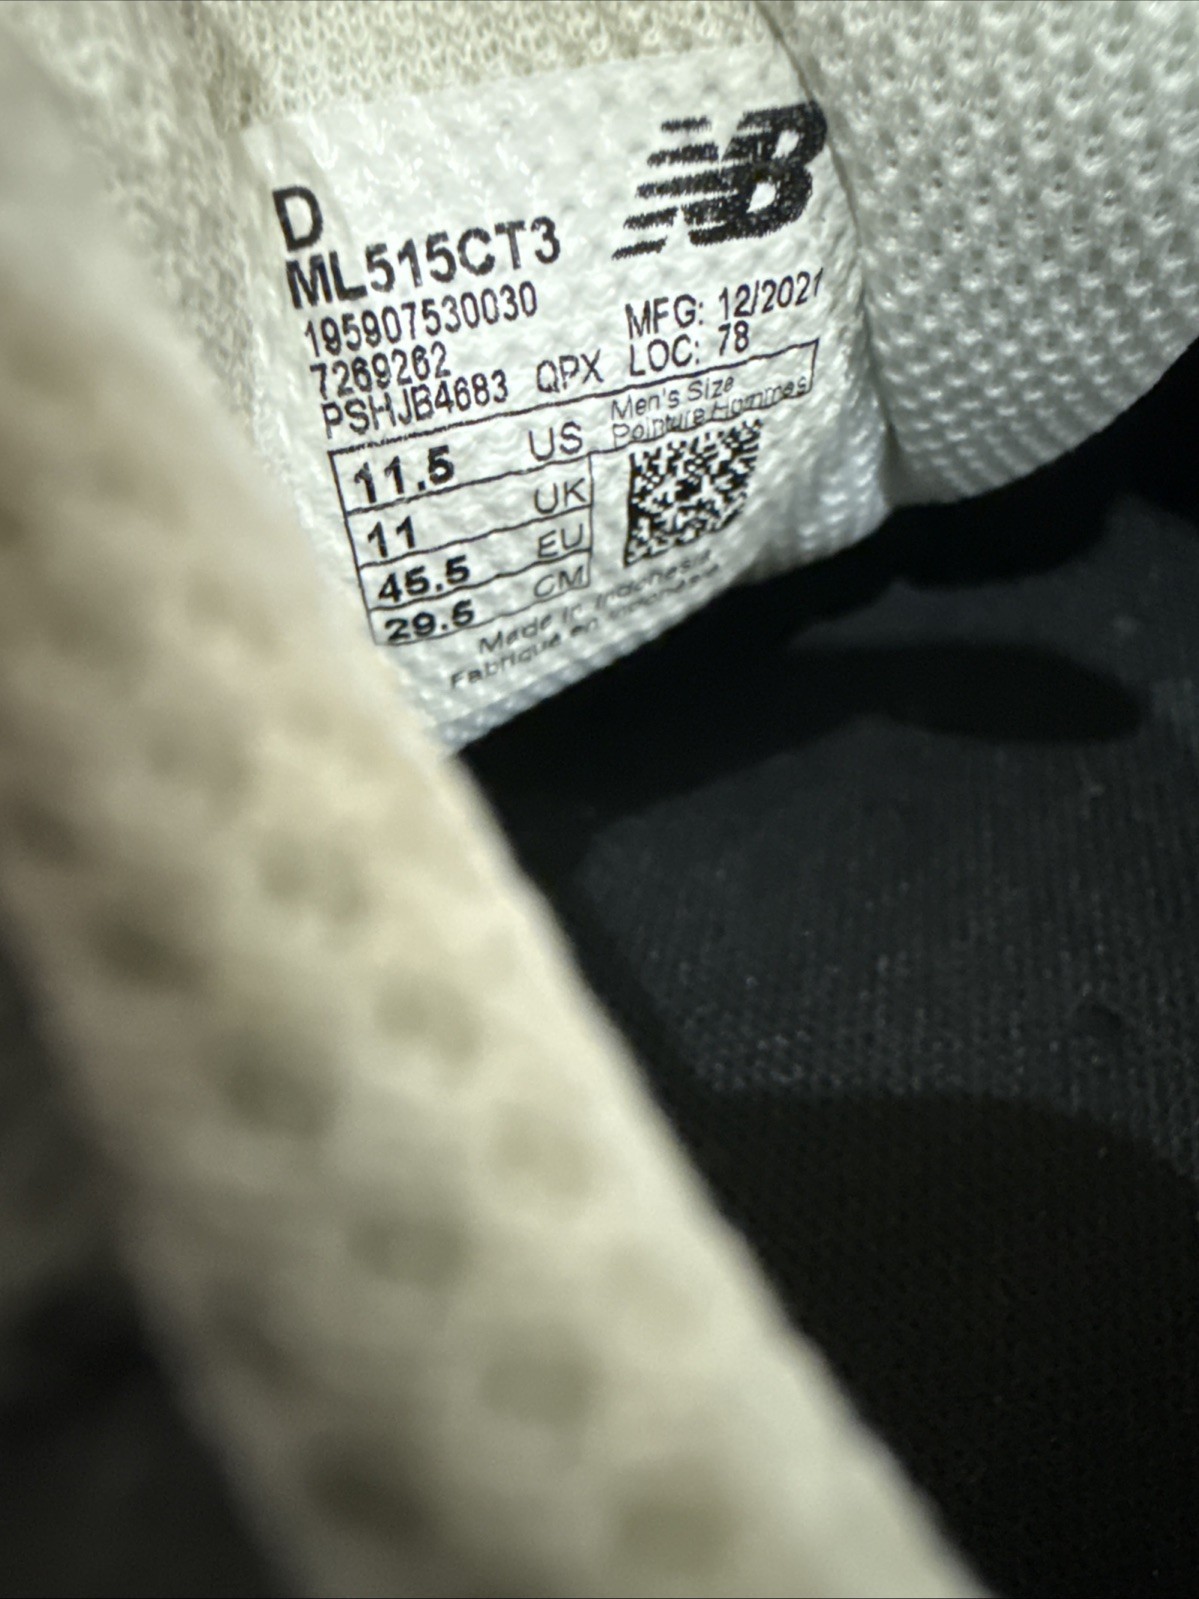 NB
D
ML515CT3
195907530030
7269262
PSHJB4683 QPX
MFG: 12/2021
LOC: 78
Men's Size
Pointure Hommes
11.5 US
11 UK
45.5 EU
29.5 CM
Made in Indonesia
Fabriqué en Indonésie